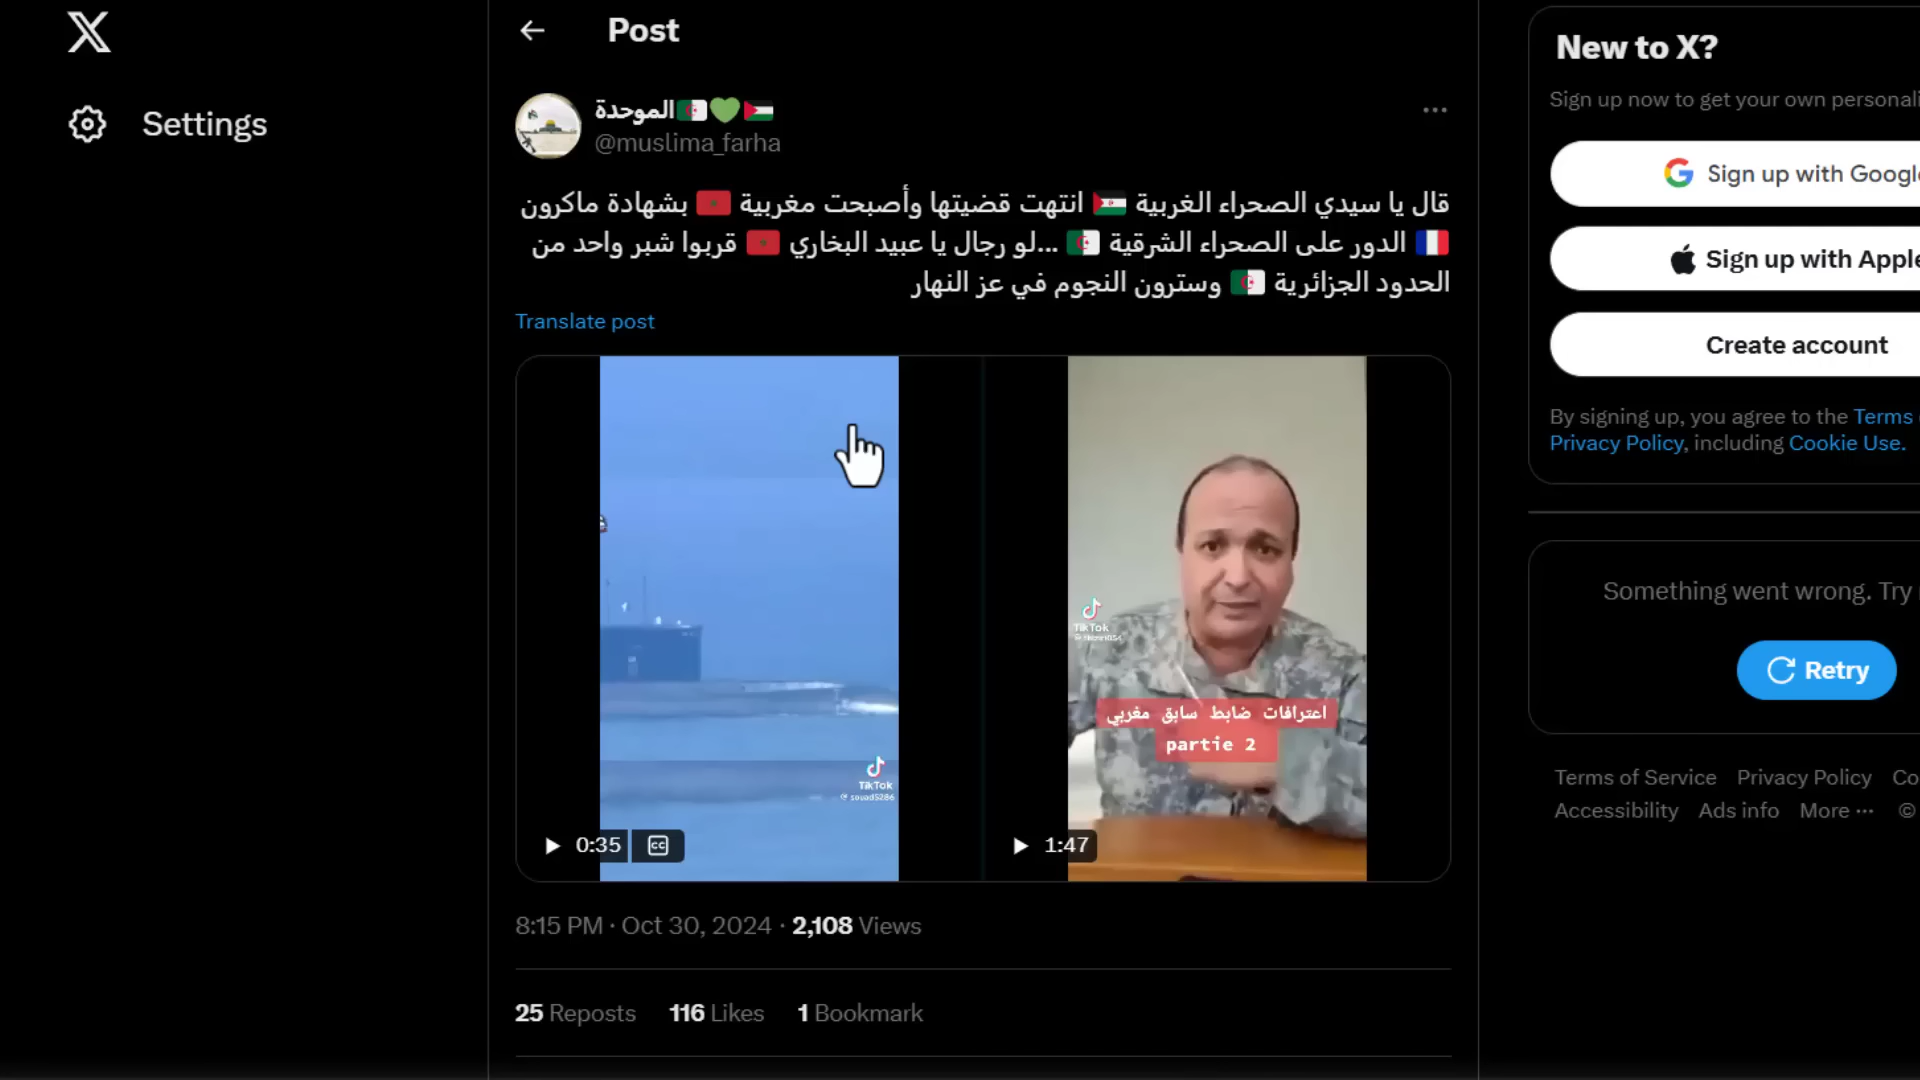 Post
New to X?
Settings
Sign up now to get your own personali
الموحدة🇩🇿💚🇵🇸
@muslima_farha
Sign up with Google
قال يا سيدي الصحراء الغربية 🇪🇭 انتهت قضيتها وأصبحت مغربية 🇲🇦 بشهادة ماكرون
🇫🇷 الدور على الصحراء الشرقية 🇩🇿 ...لو رجال يا عبيد البخاري 🇲🇦 قربوا شبر واحد من
الحدود الجزائرية 🇩🇿 وسترون النجوم في عز النهار
Sign up with Apple
Translate post
Create account
By signing up, you agree to the Terms
Privacy Policy, including Cookie Use.
TikTok
اعترافات ضابط سابق مغربي
partie 2
TikTok
@ souad5286
0:35
CC
1:47
Something went wrong. Try
Retry
Terms of Service Privacy Policy Co
Accessibility Ads info More ··· ©
8:15 PM · Oct 30, 2024 · 2,108 Views
25 Reposts 116 Likes 1 Bookmark